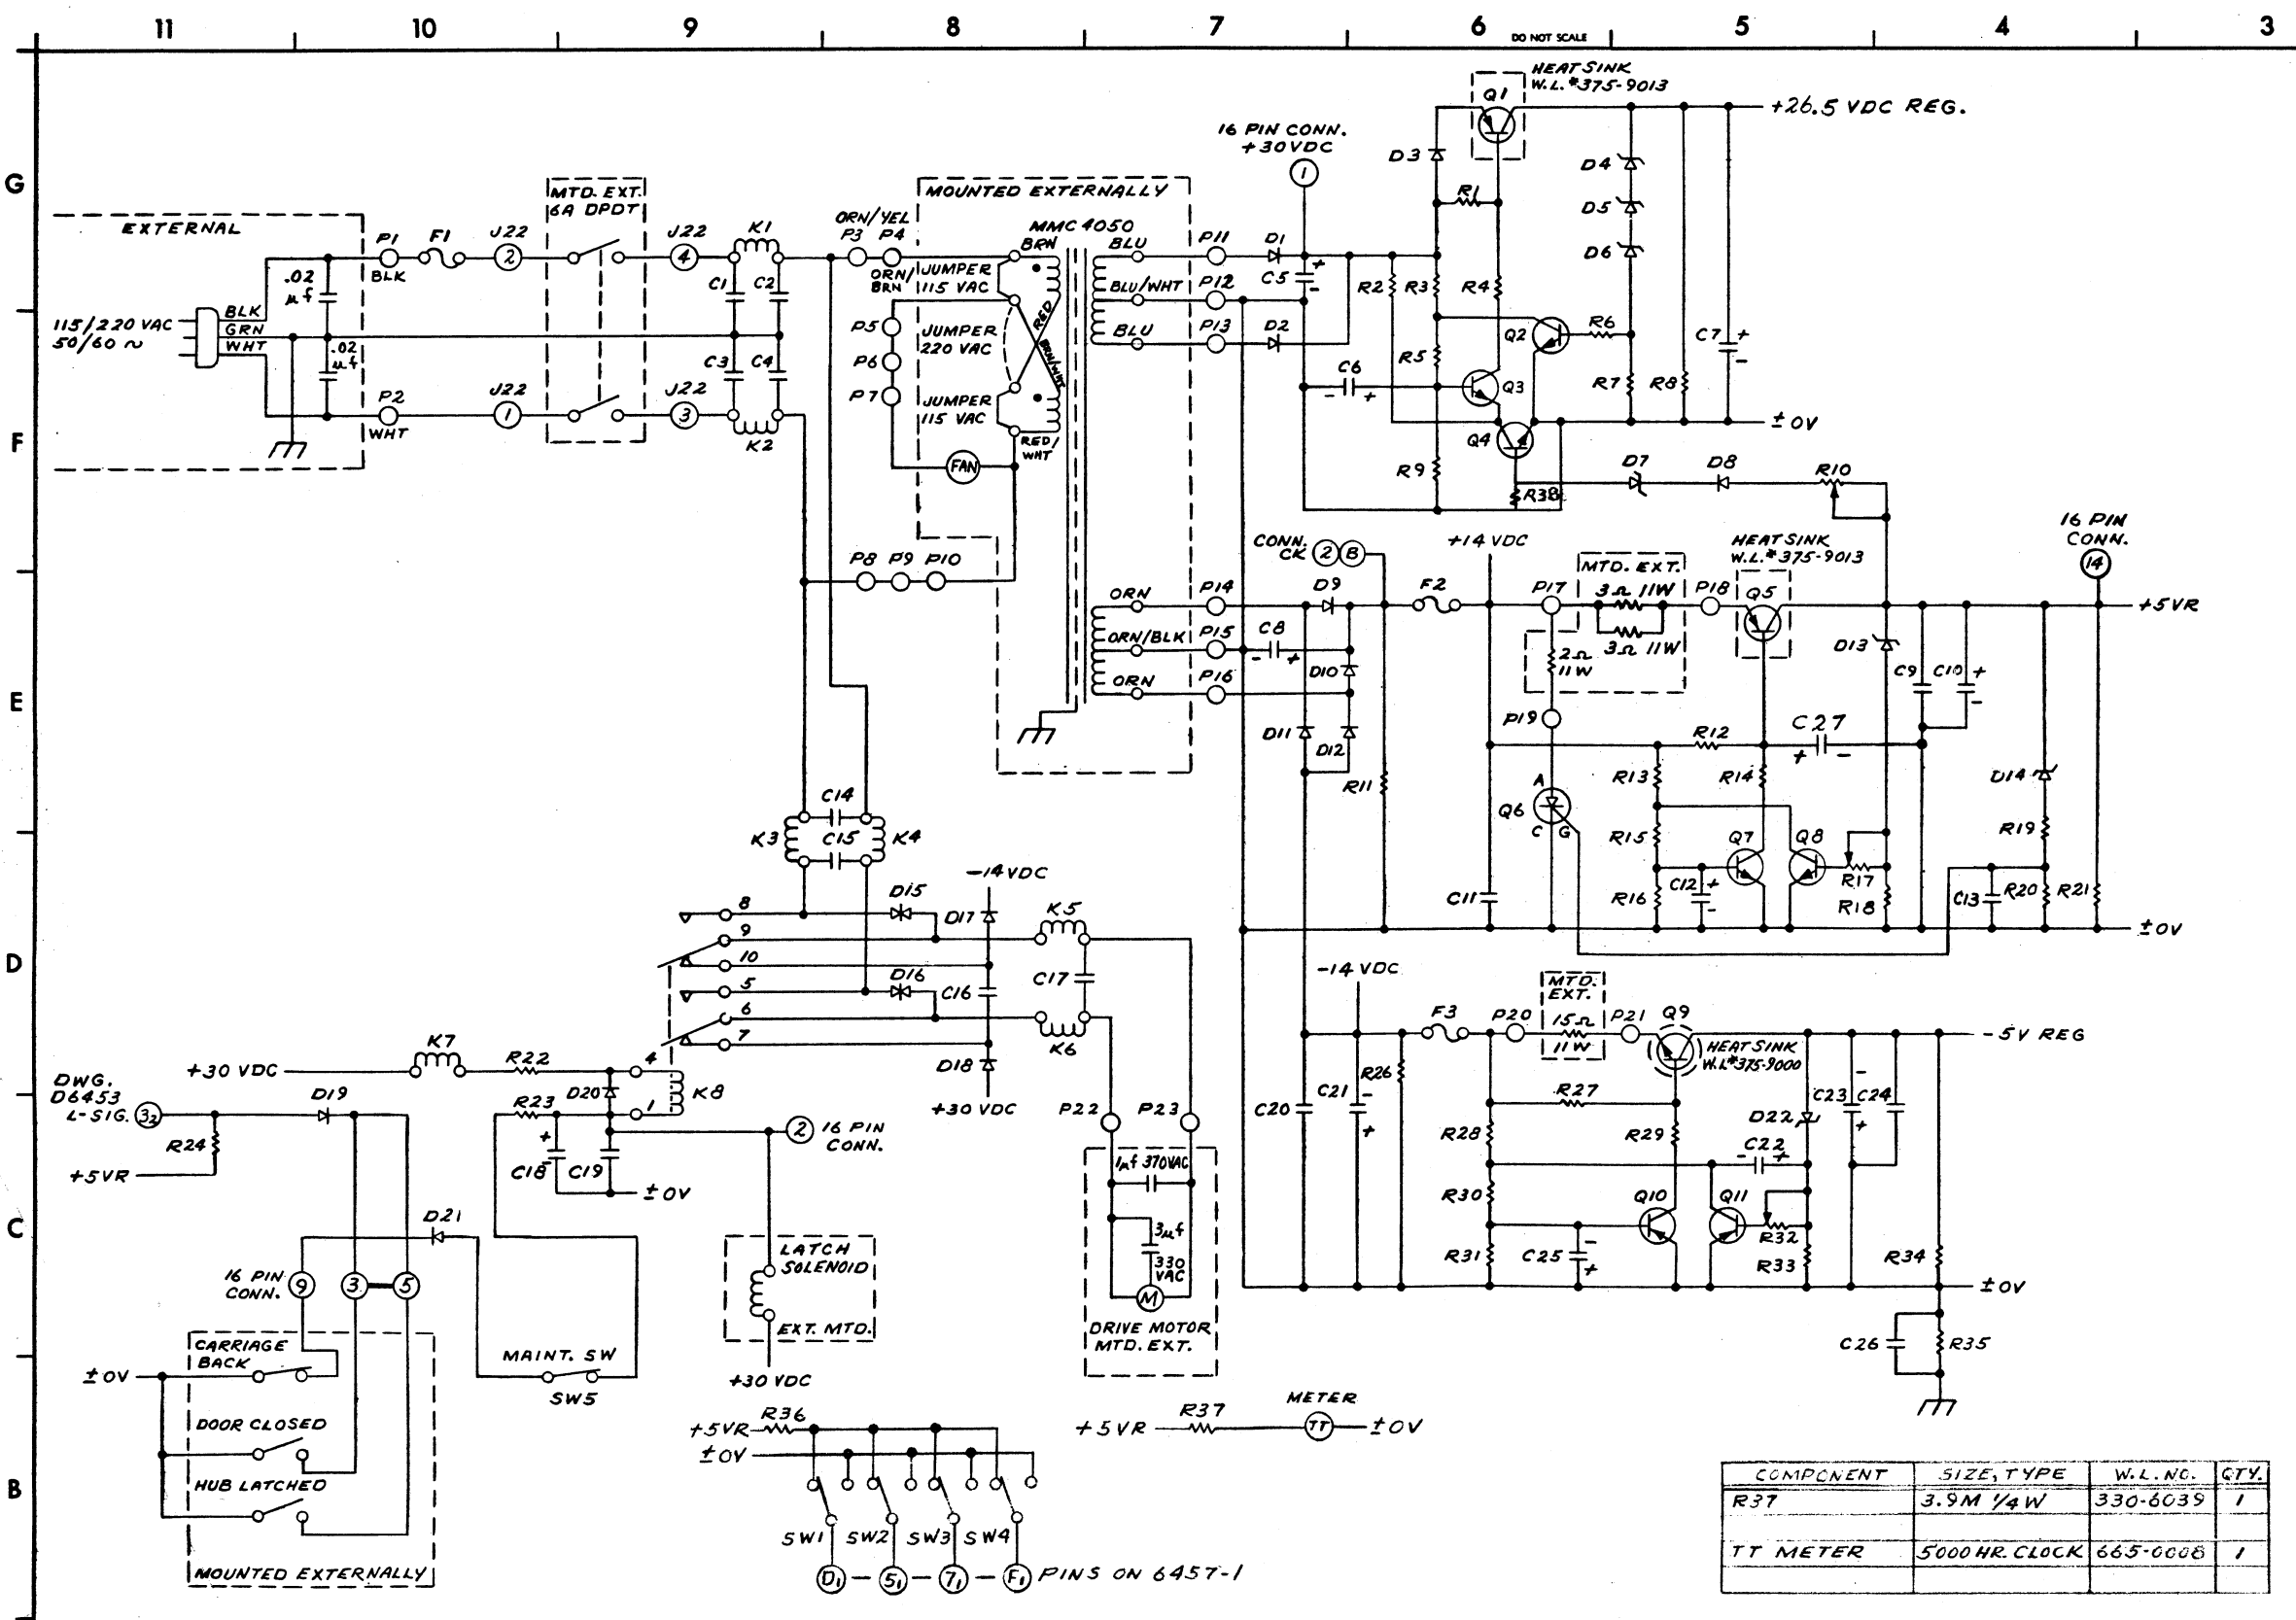 11 10 9 8 7 6 5 4 3
DO NOT SCALE
G
F
E
D
C
B
EXTERNAL
.02
µf
.02
µf
115/220 VAC
50/60 ~
BLK
GRN
WHT
P1
BLK
F1
J22
2
P2
WHT
J22
1
MTD. EXT.
6A DPDT
J22
4
J22
3
K1
C1
C2
C3
C4
K2
ORN/YEL
P3 P4
ORN/
BRN
P5
P6
P7
FAN
P8 P9 P10
MOUNTED EXTERNALLY
MMC 4050
BRN
JUMPER
115 VAC
RED
JUMPER
220 VAC
BRN/WHT
JUMPER
115 VAC
RED/
WHT
BLU
BLU/WHT
BLU
P11
P12
P13
ORN
ORN/BLK
ORN
P14
P15
P16
16 PIN CONN.
+30VDC
1
D1
C5
+
-
D2
R2
R3
R4
R5
C6
- +
R9
D3
R1
Q1
HEAT SINK
W.L.#375-9013
+26.5 VDC REG.
D4
D5
D6
Q2
R6
Q3
R7
R8
C7
+
-
± 0V
Q4
R38
D7
D8
R10
CONN.
CK
2
B
D9
C8
- +
D10
D11
D12
R11
F2
+14 VDC
P17
MTD. EXT.
3Ω 11W
3Ω 11W
2Ω
11W
P18
P19
HEAT SINK
W.L.#375-9013
Q5
16 PIN
CONN.
14
+5VR
D13
C9
C10
+
-
C27
+ -
R12
R13
R14
R15
R16
A
Q6
C G
C11
C12
+
-
Q7
Q8
R17
R18
D14
R19
C13
R20
R21
±0V
K3
C14
C15
K4
8
9
10
5
6
7
D15
D16
-14 VDC
D17
C16
D18
+30 VDC
K5
C17
K6
P22
P23
1µf 370VAC
3µf
330
VAC
M
DRIVE MOTOR
MTD. EXT.
+30 VDC
K7
R22
4
D20
1
K8
R23
+
-
C18
C19
± 0V
2
16 PIN
CONN.
DWG.
D6453
L-SIG.
32
D19
R24
+5VR
D21
16 PIN
CONN.
9
3
5
CARRIAGE
BACK
± 0V
DOOR CLOSED
HUB LATCHED
MOUNTED EXTERNALLY
MAINT. SW
SW5
LATCH
SOLENOID
EXT. MTD.
+30 VDC
-14 VDC
C20
C21
-
+
R26
F3
P20
MTD.
EXT.
15Ω
11W
P21
Q9
HEAT SINK
W.L#375-9000
-5V REG
R27
R28
R29
R30
R31
C25
-
+
Q10
Q11
D22
C22
- +
R32
R33
C23
-
+
C24
R34
± 0V
C26
R35
+5VR
R36
± 0V
SW1 SW2 SW3 SW4
D1 - 51 - 71 - F1 PINS ON 6457-1
+5VR
R37
METER
TT
± 0V
COMPONENT SIZE, TYPE W.L. NO. QTY.
R37 3.9M 1/4W 330-6039 1
TT METER 5000 HR. CLOCK 665-0008 1